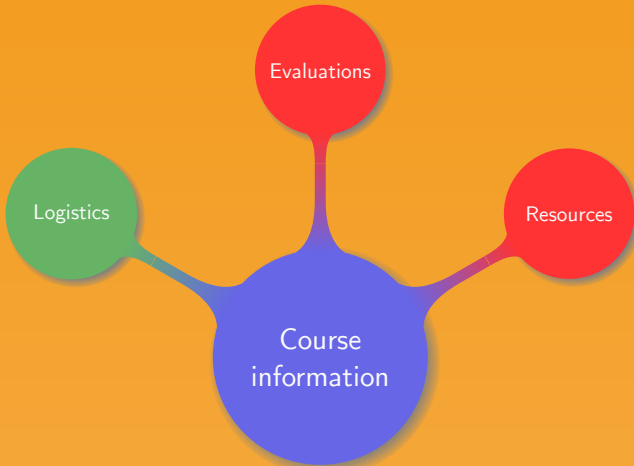 Evaluations
Logistics
Resources
Course
information